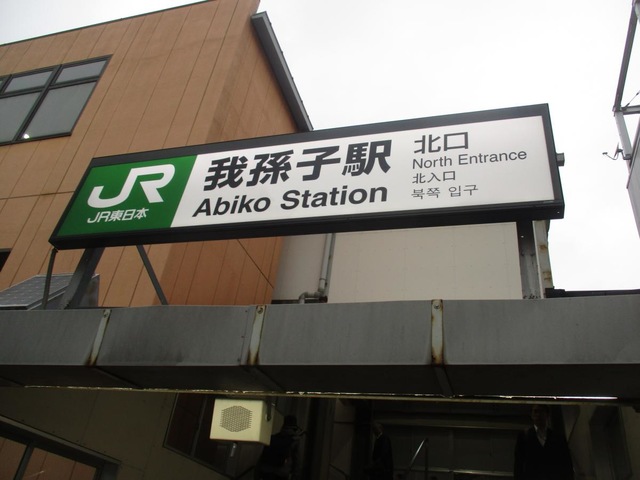 JR
JR東日本
我孫子駅
Abiko Station
北口
North Entrance
北入口
북쪽 입구